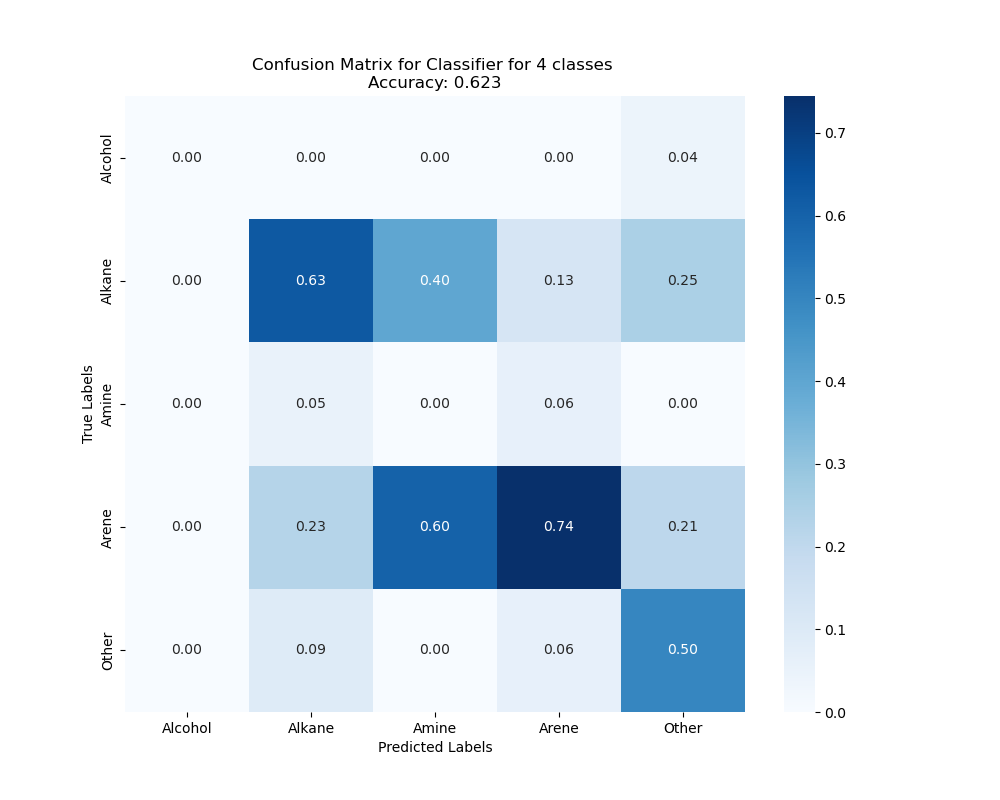 Confusion Matrix for Classifier for 4 classes
Accuracy: 0.623
True Labels
Alcohol
0.00 0.00 0.00 0.00 0.04
Alkane
0.00 0.63 0.40 0.13 0.25
Amine
0.00 0.05 0.00 0.06 0.00
Arene
0.00 0.23 0.60 0.74 0.21
Other
0.00 0.09 0.00 0.06 0.50
Alcohol Alkane Amine Arene Other
Predicted Labels
0.7
0.6
0.5
0.4
0.3
0.2
0.1
0.0